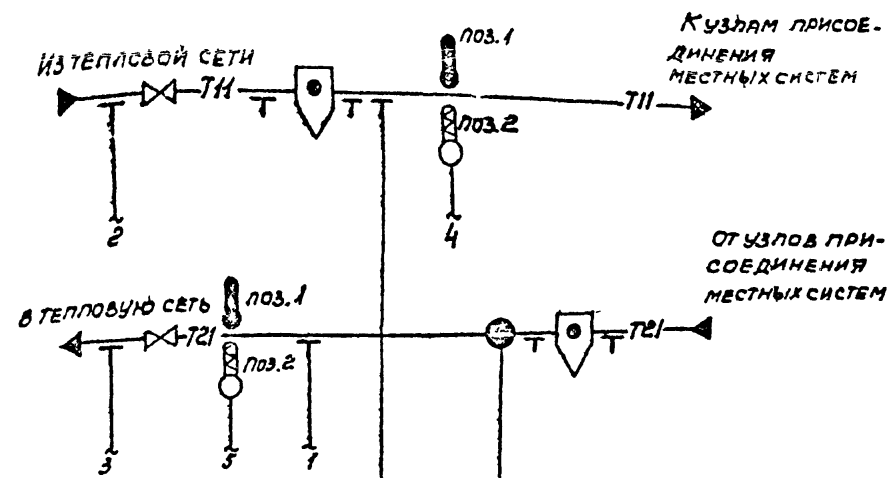 К УЗЛАМ ПРИСОЕ-
ДИНЕНИЯ
МЕСТНЫХ СИСТЕМ
ПОЗ.1
ИЗ ТЕПЛОВОЙ СЕТИ
Т11
Т11
ПОЗ.2
2
4
ОТ УЗЛОВ ПРИ-
СОЕДИНЕНИЯ
МЕСТНЫХ СИСТЕМ
В ТЕПЛОВУЮ СЕТЬ
ПОЗ.1
Т21
Т21
ПОЗ.2
3
5
1